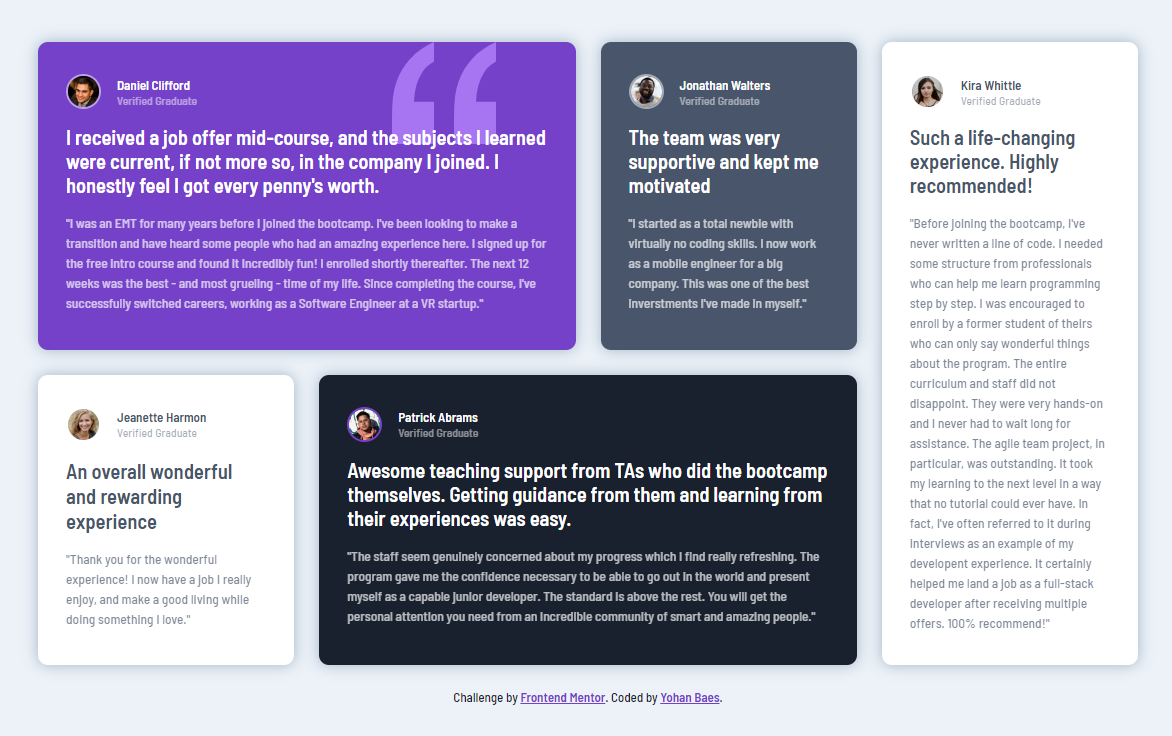 Daniel Clifford
Verified Graduate
I received a job offer mid-course, and the subjects I learned
were current, if not more so, in the company I joined. I
honestly feel I got every penny's worth.
"I was an EMT for many years before I joined the bootcamp. I've been looking to make a
transition and have heard some people who had an amazing experience here. I signed up for
the free intro course and found it incredibly fun! I enrolled shortly thereafter. The next 12
weeks was the best - and most grueling - time of my life. Since completing the course, I've
successfully switched careers, working as a Software Engineer at a VR startup."
Jonathan Walters
Verified Graduate
The team was very
supportive and kept me
motivated
"I started as a total newbie with
virtually no coding skills. I now work
as a mobile engineer for a big
company. This was one of the best
inverstments I've made in myself."
Kira Whittle
Verified Graduate
Such a life-changing
experience. Highly
recommended!
"Before joining the bootcamp, I've
never written a line of code. I needed
some structure from professionals
who can help me learn programming
step by step. I was encouraged to
enroll by a former student of theirs
who can only say wonderful things
about the program. The entire
curriculum and staff did not
disappoint. They were very hands-on
and I never had to wait long for
assistance. The agile team project, in
particular, was outstanding. It took
my learning to the next level in a way
that no tutorial could ever have. In
fact, I've often referred to it during
interviews as an example of my
developent experience. It certainly
helped me land a job as a full-stack
developer after receiving multiple
offers. 100% recommend!"
Jeanette Harmon
Verified Graduate
An overall wonderful
and rewarding
experience
"Thank you for the wonderful
experience! I now have a job I really
enjoy, and make a good living while
doing something I love."
Patrick Abrams
Verified Graduate
Awesome teaching support from TAs who did the bootcamp
themselves. Getting guidance from them and learning from
their experiences was easy.
"The staff seem genuinely concerned about my progress which I find really refreshing. The
program gave me the confidence necessary to be able to go out in the world and present
myself as a capable junior developer. The standard is above the rest. You will get the
personal attention you need from an incredible community of smart and amazing people."
Challenge by Frontend Mentor. Coded by Yohan Baes.